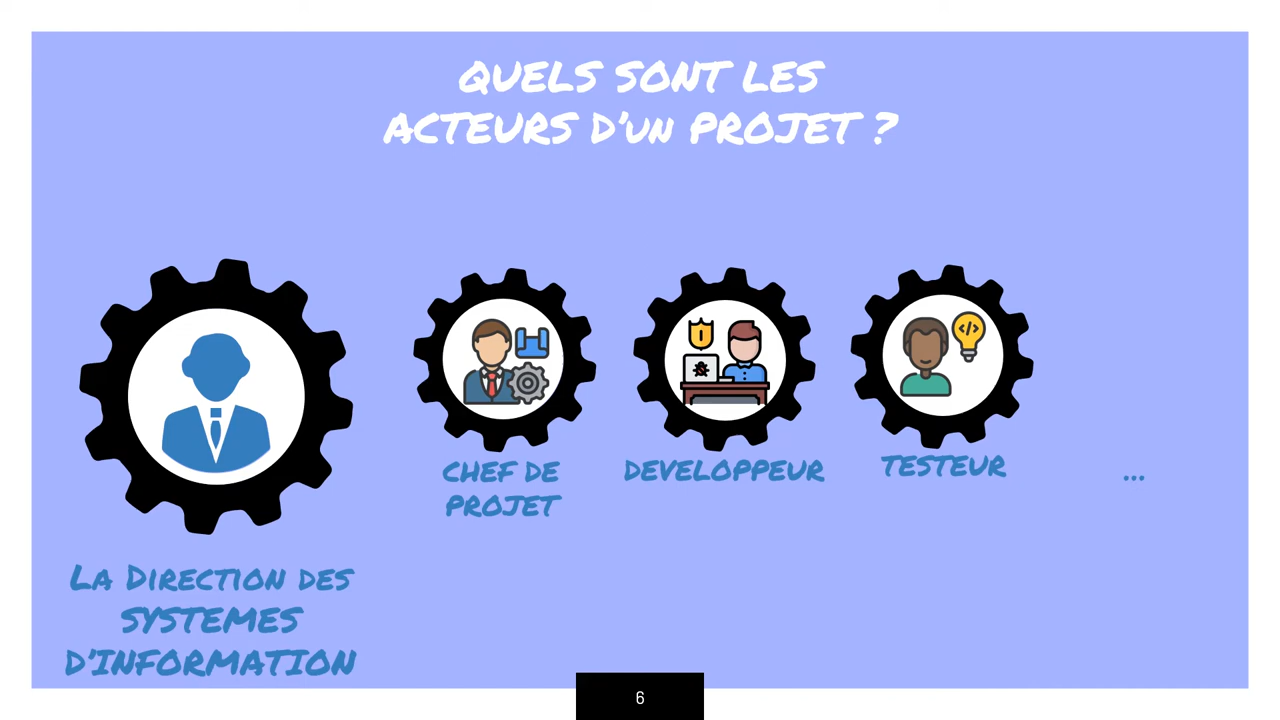 QUELS SONT LES
ACTEURS D'UN PROJET ?
CHEF DE
PROJET
DEVELOPPEUR
TESTEUR
...
LA DIRECTION DES
SYSTEMES
D'INFORMATION
6